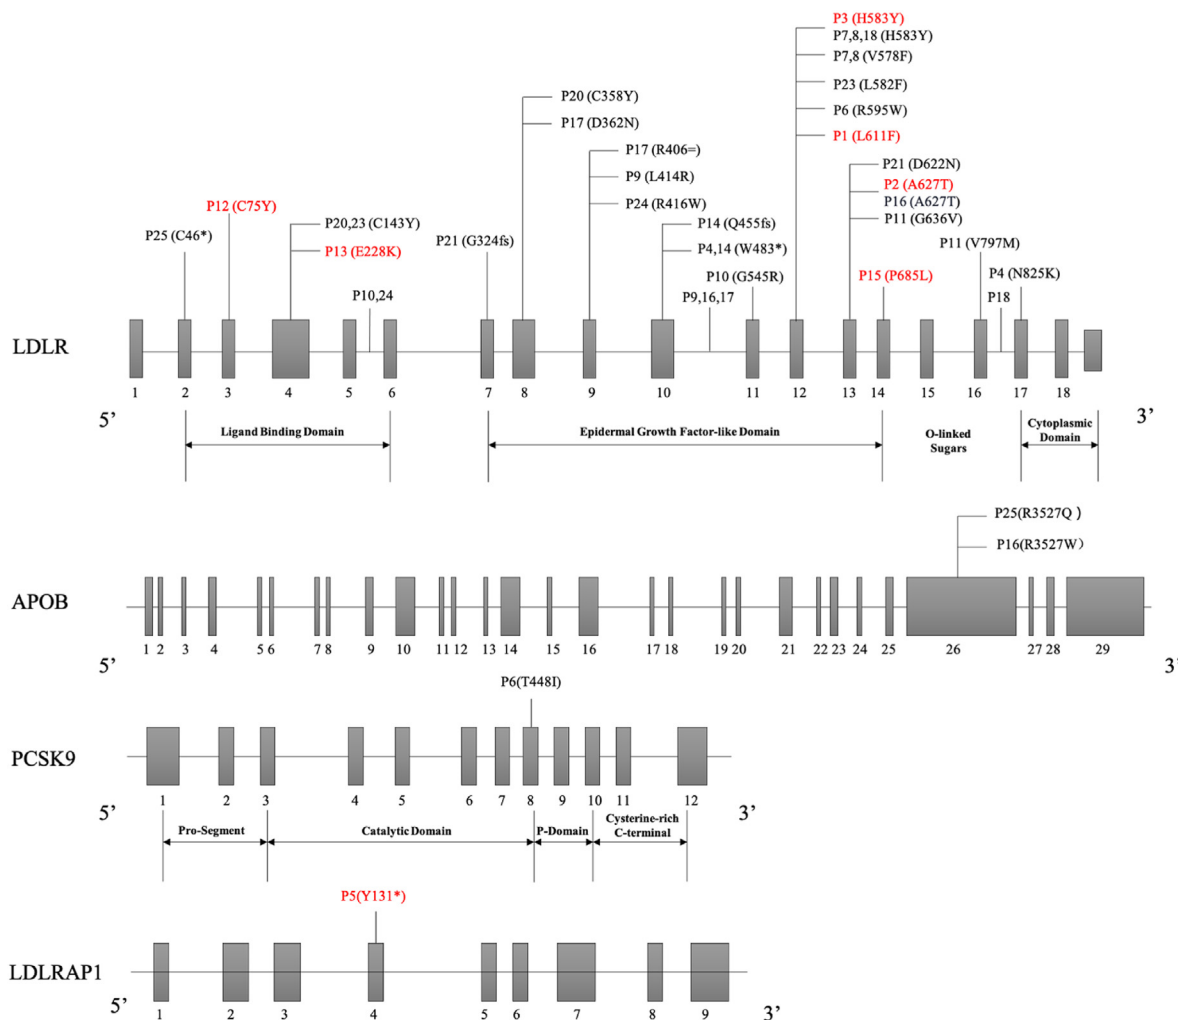 P3 (H583Y)
P7,8,18 (H583Y)
P7,8 (V578F)
P23 (L582F)
P6 (R595W)
P1 (L611F)
P20 (C358Y)
P17 (D362N)
P17 (R406=)
P9 (L414R)
P24 (R416W)
P21 (D622N)
P2 (A627T)
P16 (A627T)
P11 (G636V)
P12 (C75Y)
P25 (C46*)
P20,23 (C143Y)
P13 (E228K)
P10,24
P21 (G324fs)
P14 (Q455fs)
P4,14 (W483*)
P10 (G545R)
P9,16,17
P15 (P685L)
P11 (V797M)
P4 (N825K)
P18
LDLR
1 2 3 4 5 6 7 8 9 10 11 12 13 14 15 16 17 18
5’ 3’
Ligand Binding Domain
Epidermal Growth Factor-like Domain
O-linked
Sugars
Cytoplasmic
Domain
P25(R3527Q )
P16(R3527W)
APOB
1 2 3 4 5 6 7 8 9 10 11 12 13 14 15 16 17 18 19 20 21 22 23 24 25 26 27 28 29
5’ 3’
P6(T448I)
PCSK9
1 2 3 4 5 6 7 8 9 10 11 12
5’ 3’
Pro-Segment
Catalytic Domain
P-Domain
Cysterine-rich
C-terminal
P5(Y131*)
LDLRAP1
5’ 3’
1 2 3 4 5 6 7 8 9